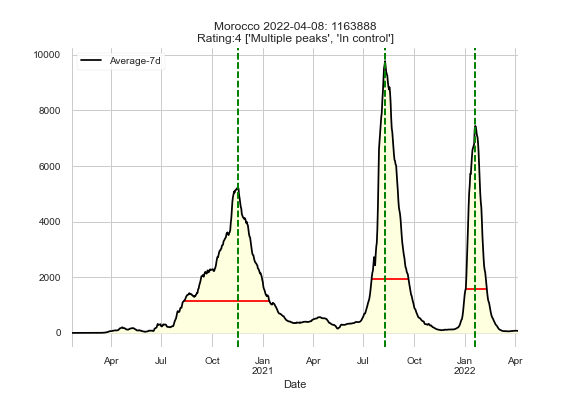 Morocco 2022-04-08: 1163888
Rating:4 ['Multiple peaks', 'In control']
Average-7d
10000
8000
6000
4000
2000
0
Apr Jul Oct Jan Apr Jul Oct Jan Apr
2021 2022
Date